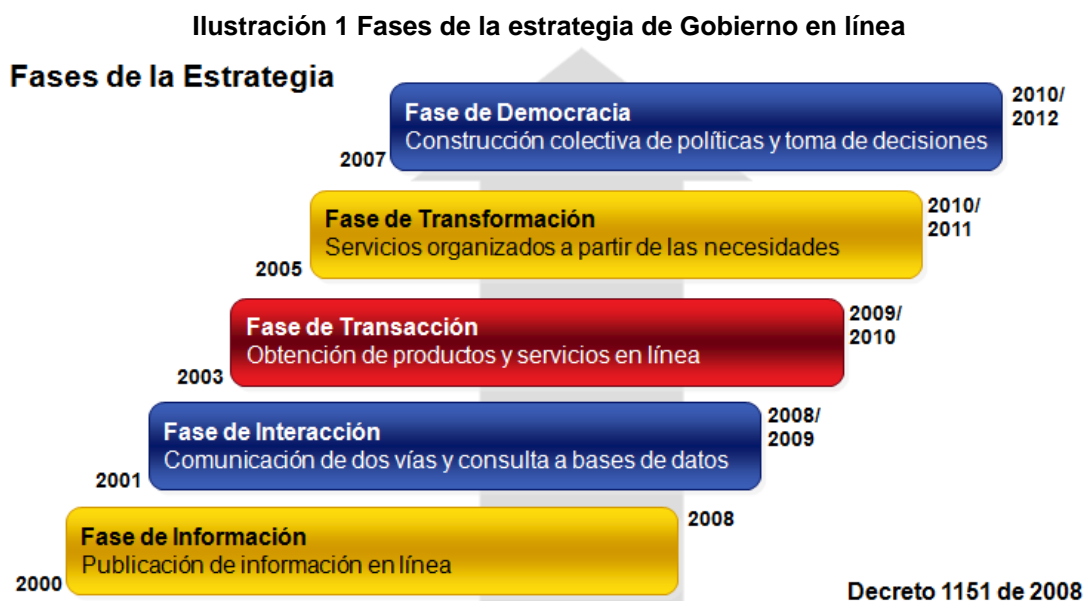 Ilustración 1 Fases de la estrategia de Gobierno en línea
Fases de la Estrategia
2010/
2012
Fase de Democracia
Construcción colectiva de políticas y toma de decisiones
2007
2010/
2011
Fase de Transformación
Servicios organizados a partir de las necesidades
2005
2009/
2010
Fase de Transacción
Obtención de productos y servicios en línea
2003
2008/
2009
Fase de Interacción
Comunicación de dos vías y consulta a bases de datos
2001
2008
Fase de Información
Publicación de información en línea
2000
Decreto 1151 de 2008